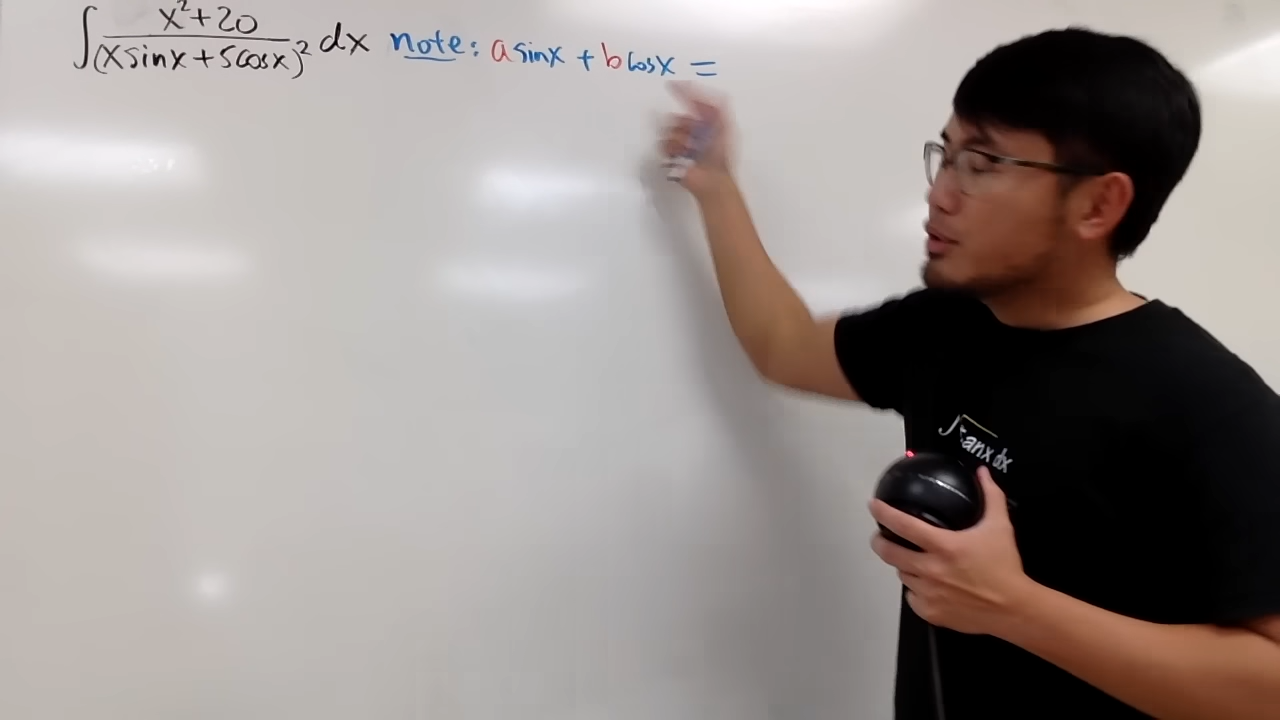 ∫ x²+20 / (xsinx+5cosx)² dx note: asinx + bcosx =
∫√tanx dx